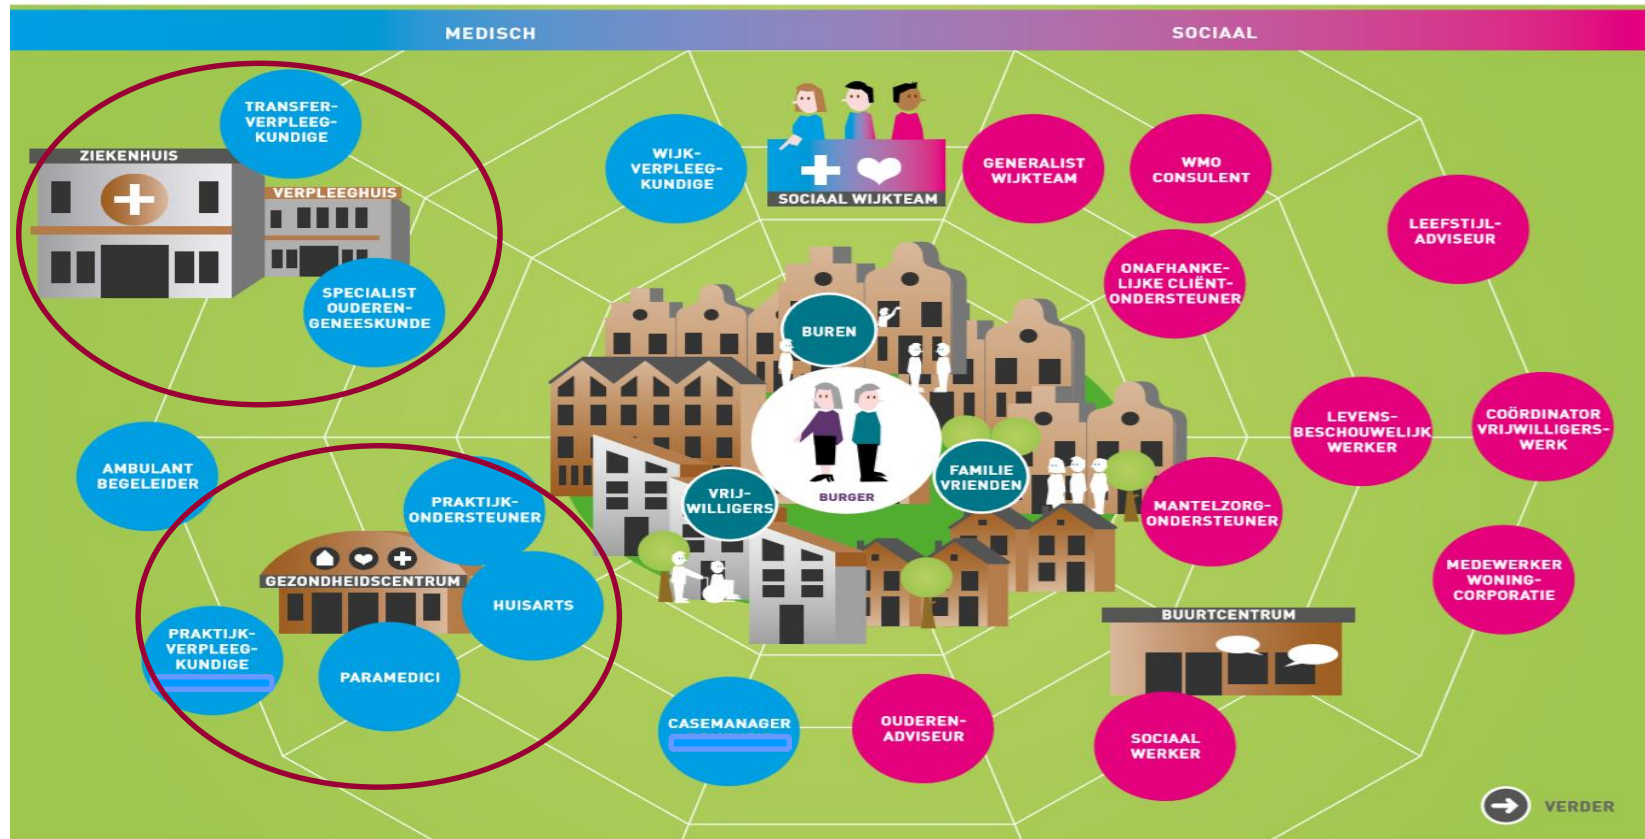 MEDISCH
SOCIAAL
TRANSFER-
VERPLEEG-
KUNDIGE
ZIEKENHUIS
VERPLEEGHUIS
SPECIALIST
OUDEREN-
GENEESKUNDE
WIJK-
VERPLEEG-
KUNDIGE
SOCIAAL WIJKTEAM
GENERALIST
WIJKTEAM
WMO
CONSULENT
LEEFSTIJL-
ADVISEUR
ONAFHANKE-
LIJKE CLIËNT-
ONDERSTEUNER
BUREN
BURGER
VRIJ-
WILLIGERS
FAMILIE
VRIENDEN
LEVENS-
BESCHOUWELIJK
WERKER
COÖRDINATOR
VRIJWILLIGERS-
WERK
MANTELZORG-
ONDERSTEUNER
MEDEWERKER
WONING-
CORPORATIE
AMBULANT
BEGELEIDER
PRAKTIJK-
ONDERSTEUNER
GEZONDHEIDSCENTRUM
HUISARTS
PRAKTIJK-
VERPLEEG-
KUNDIGE
PARAMEDICI
CASEMANAGER
OUDEREN-
ADVISEUR
BUURTCENTRUM
SOCIAAL
WERKER
VERDER